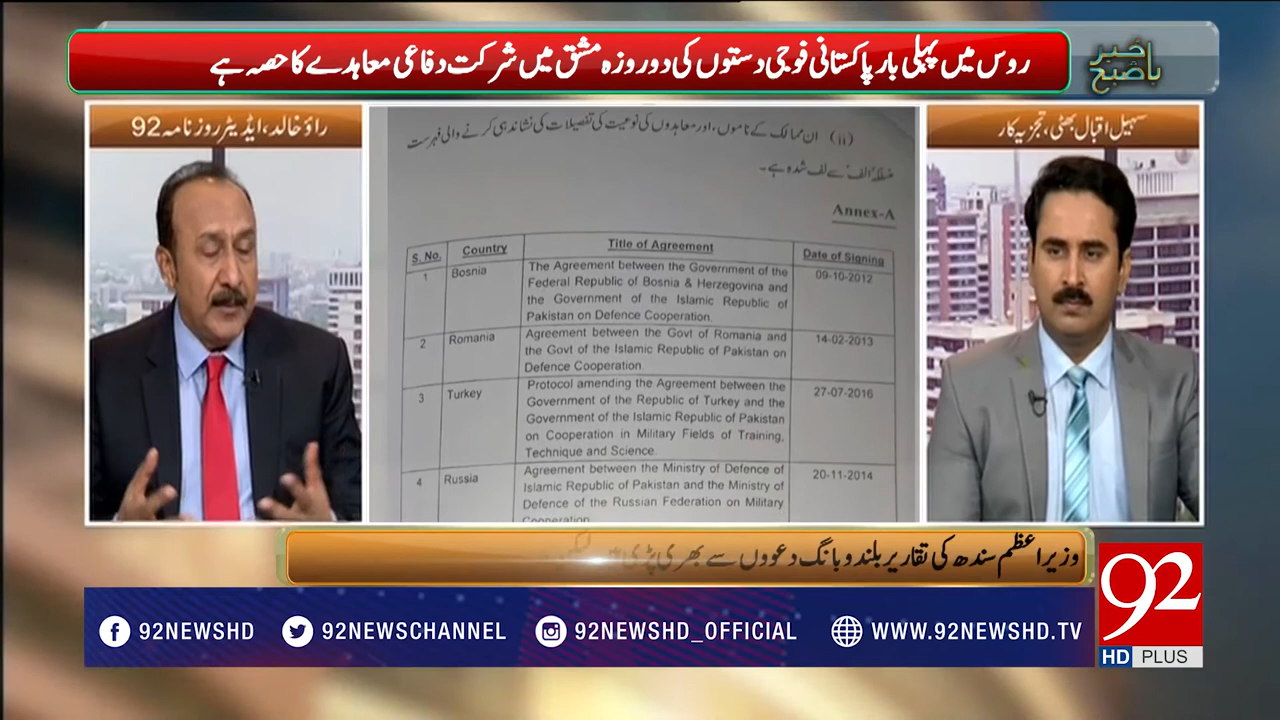 روس میں پہلی بار پاکستانی فوجی دستوں کی دو روزہ مشق میں شرکت دفاعی معاہدے کا حصہ ہے
باخبر صبح
راؤ خالد، ایڈیٹر روزنامہ 92
سہیل اقبال بھٹی، تجزیہ کار
(ii) ان ممالک کے ناموں، اور معاہدوں کی نوعیت کی تفصیلات کی نشاندہی کرنے والی فہرست
منسلکہ 'الف' سے لف شدہ ہے۔
Annex-A
S. No. Country Title of Agreement Date of Signing
1 Bosnia The Agreement between the Government of the 09-10-2012
Federal Republic of Bosnia & Herzegovina and
the Government of the Islamic Republic of
Pakistan on Defence Cooperation.
2 Romania Agreement between the Govt of Romania and 14-02-2013
the Govt of the Islamic Republic of Pakistan on
Defence Cooperation.
3 Turkey Protocol amending the Agreement between the 27-07-2016
Government of the Republic of Turkey and the
Government of the Islamic Republic of Pakistan
on Cooperation in Military Fields of Training,
Technique and Science.
4 Russia Agreement between the Ministry of Defence of 20-11-2014
Islamic Republic of Pakistan and the Ministry of
Defence of the Russian Federation on Military
Cooperation.
وزیر اعظم سندھ کی تقاریر بلند و بانگ دعووں سے بھری پڑی
92NEWSHD 92NEWSCHANNEL 92NEWSHD_OFFICIAL WWW.92NEWSHD.TV
92
HD PLUS